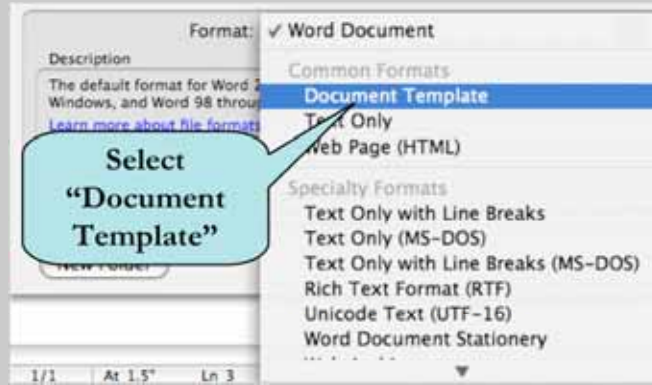 Format: ✓ Word Document
Description
The default format for Word 2
Windows, and Word 98 throug
Learn more about file formats
Common Formats
Document Template
Text Only
Web Page (HTML)
Specialty Formats
Text Only with Line Breaks
Text Only (MS-DOS)
Text Only with Line Breaks (MS-DOS)
Rich Text Format (RTF)
Unicode Text (UTF-16)
Word Document Stationery
Select
“Document
Template”
New Folder
1/1 At 1.5" Ln 3